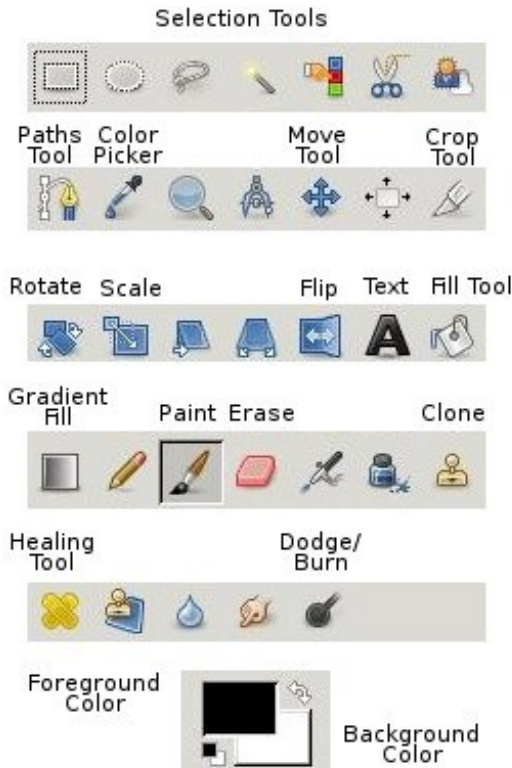 Selection Tools
Paths Color Move Crop
Tool Picker Tool Tool
Rotate Scale Flip Text Fill Tool
Gradient
Fill Paint Erase Clone
Healing Dodge/
Tool Burn
Foreground
Color
Background
Color